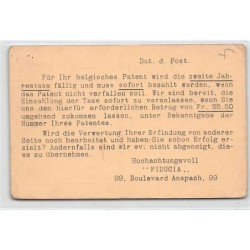 Dat. d. Post.
Für Ihr belgisches Patent wird die zweite Jah-
restaxe fällig und muss sofort bezahlt werden, wenn
das Patent nicht verfallen soll. Wir sind bereit, die
Einzahlung der Taxe sofort zu veranlassen, wenn Sie uns
den hierfür erforderlichen Betrag von Fr. 25.50
umgehend zukommen lassen, unter Bekanntgabe der
Nummer Ihres Patentes.
Wird die Verwertung Ihrer Erfindung von anderer
Seite noch bearbeitet und haben Sie schon Erfolg er-
zielt? Andernfalls sind wir ev. nicht abgeneigt, die-
se zu übernehmen.
Hochachtungsvoll
"FIDUCIA"
99, Boulevard Anspach, 99